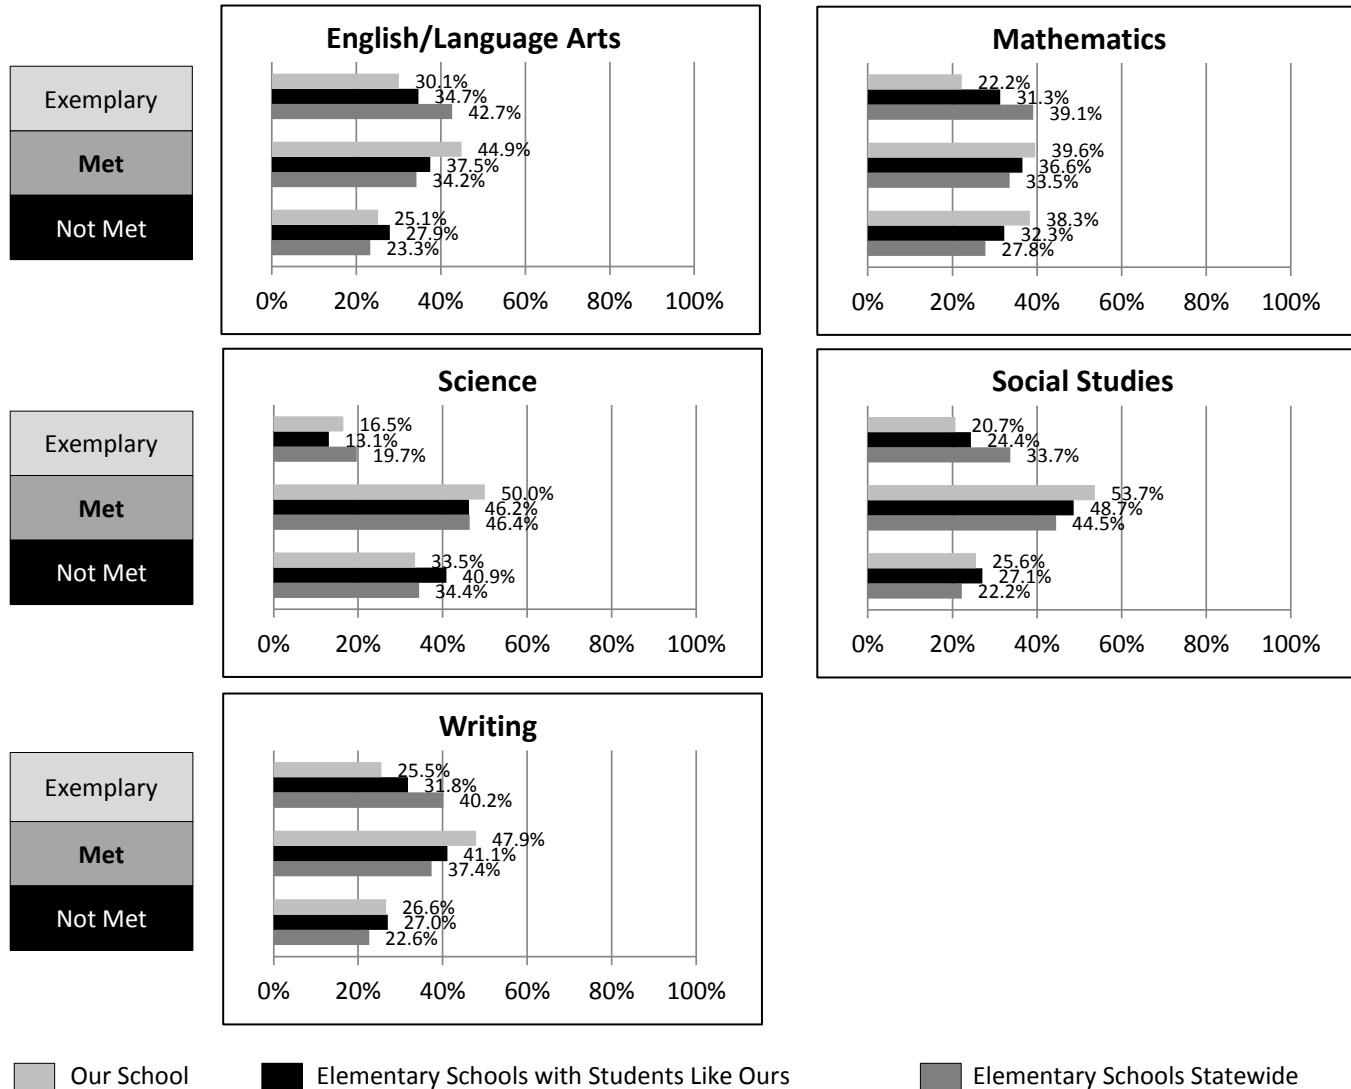 English/Language Arts
Exemplary
Met
Not Met
30.1%
34.7%
42.7%
44.9%
37.5%
34.2%
25.1%
27.9%
23.3%
0% 20% 40% 60% 80% 100%
Mathematics
22.2%
31.3%
39.1%
39.6%
36.6%
33.5%
38.3%
32.3%
27.8%
0% 20% 40% 60% 80% 100%
Science
Exemplary
Met
Not Met
16.5%
13.1%
19.7%
50.0%
46.2%
46.4%
33.5%
40.9%
34.4%
0% 20% 40% 60% 80% 100%
Social Studies
20.7%
24.4%
33.7%
53.7%
48.7%
44.5%
25.6%
27.1%
22.2%
0% 20% 40% 60% 80% 100%
Writing
Exemplary
Met
Not Met
25.5%
31.8%
40.2%
47.9%
41.1%
37.4%
26.6%
27.0%
22.6%
0% 20% 40% 60% 80% 100%
Our School Elementary Schools with Students Like Ours Elementary Schools Statewide